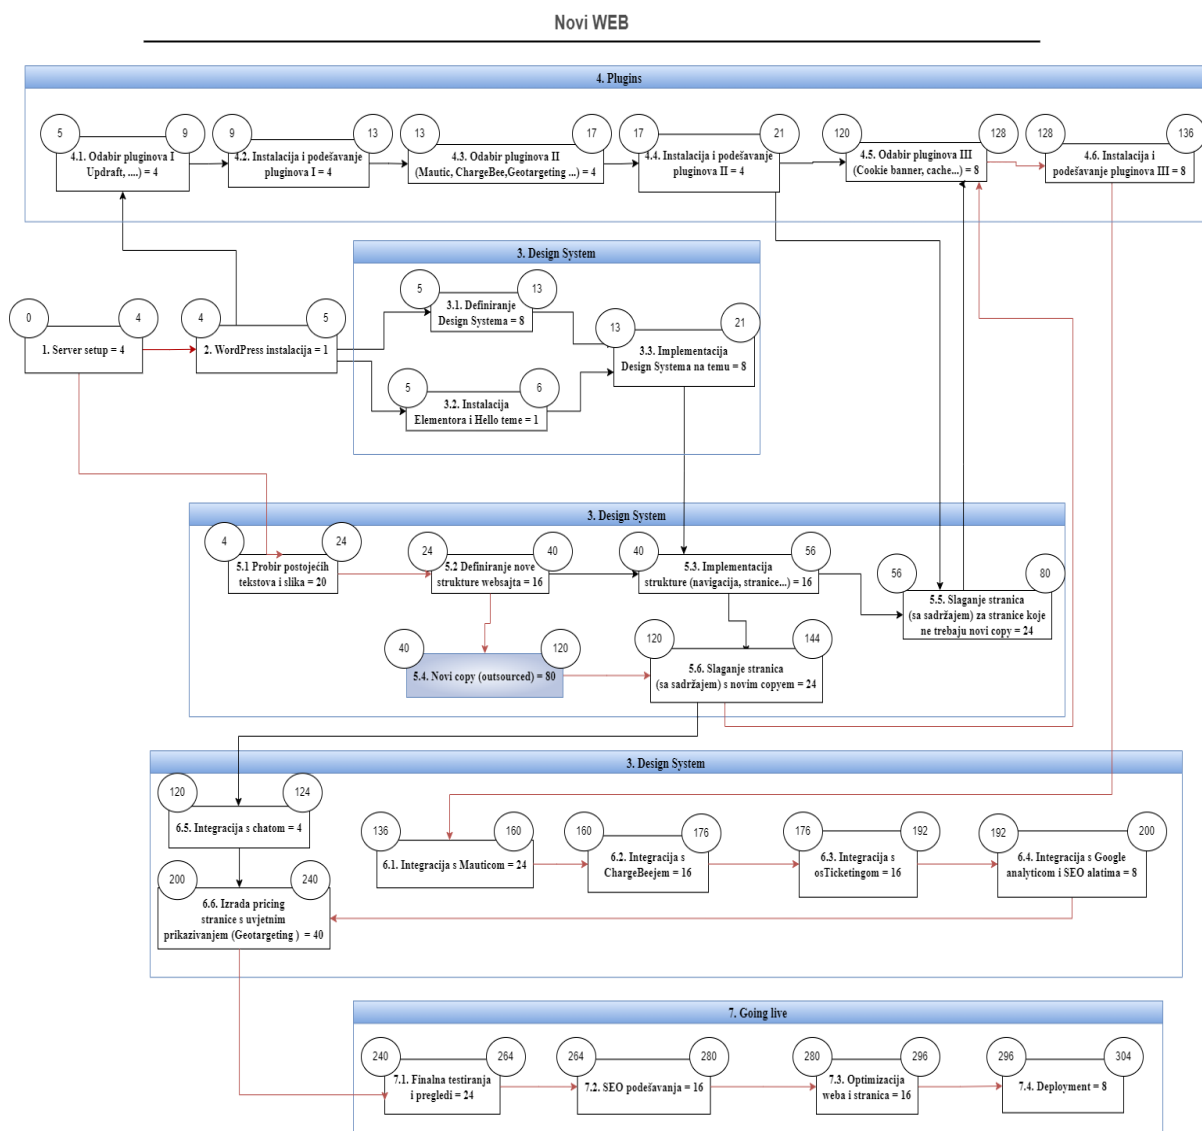 Novi WEB
4. Plugins
5
9
4.1. Odabir pluginova I
Updraft, ....) = 4
9
13
4.2. Instalacija i podešavanje
pluginova I = 4
13
17
4.3. Odabir pluginova II
(Mautic, ChargeBee,Geotargeting ...) = 4
17
21
4.4. Instalacija i podešavanje
pluginova II = 4
120
128
4.5. Odabir pluginova III
(Cookie banner, cache...) = 8
128
136
4.6. Instalacija i
podešavanje pluginova III = 8
3. Design System
0
4
1. Server setup = 4
4
5
2. WordPress instalacija = 1
5
13
3.1. Definiranje
Design Systema = 8
5
6
3.2. Instalacija
Elementora i Hello teme = 1
13
21
3.3. Implementacija
Design Systema na temu = 8
3. Design System
4
24
5.1 Probir postojećih
tekstova i slika = 20
24
40
5.2 Definiranje nove
strukture websajta = 16
40
56
5.3. Implementacija
strukture (navigacija, stranice...) = 16
56
80
5.5. Slaganje stranica
(sa sadržajem) za stranice koje
ne trebaju novi copy = 24
40
120
5.4. Novi copy (outsourced) = 80
120
144
5.6. Slaganje stranica
(sa sadržajem) s novim copyem = 24
3. Design System
120
124
6.5. Integracija s chatom = 4
136
160
6.1. Integracija s Mauticom = 24
160
176
6.2. Integracija s
ChargeBeejem = 16
176
192
6.3. Integracija s
osTicketingom = 16
192
200
6.4. Integracija s Google
analyticom i SEO alatima = 8
200
240
6.6. Izrada pricing
stranice s uvjetnim
prikazivanjem (Geotargeting ) = 40
7. Going live
240
264
7.1. Finalna testiranja
i pregledi = 24
264
280
7.2. SEO podešavanja = 16
280
296
7.3. Optimizacija
weba i stranica = 16
296
304
7.4. Deployment = 8